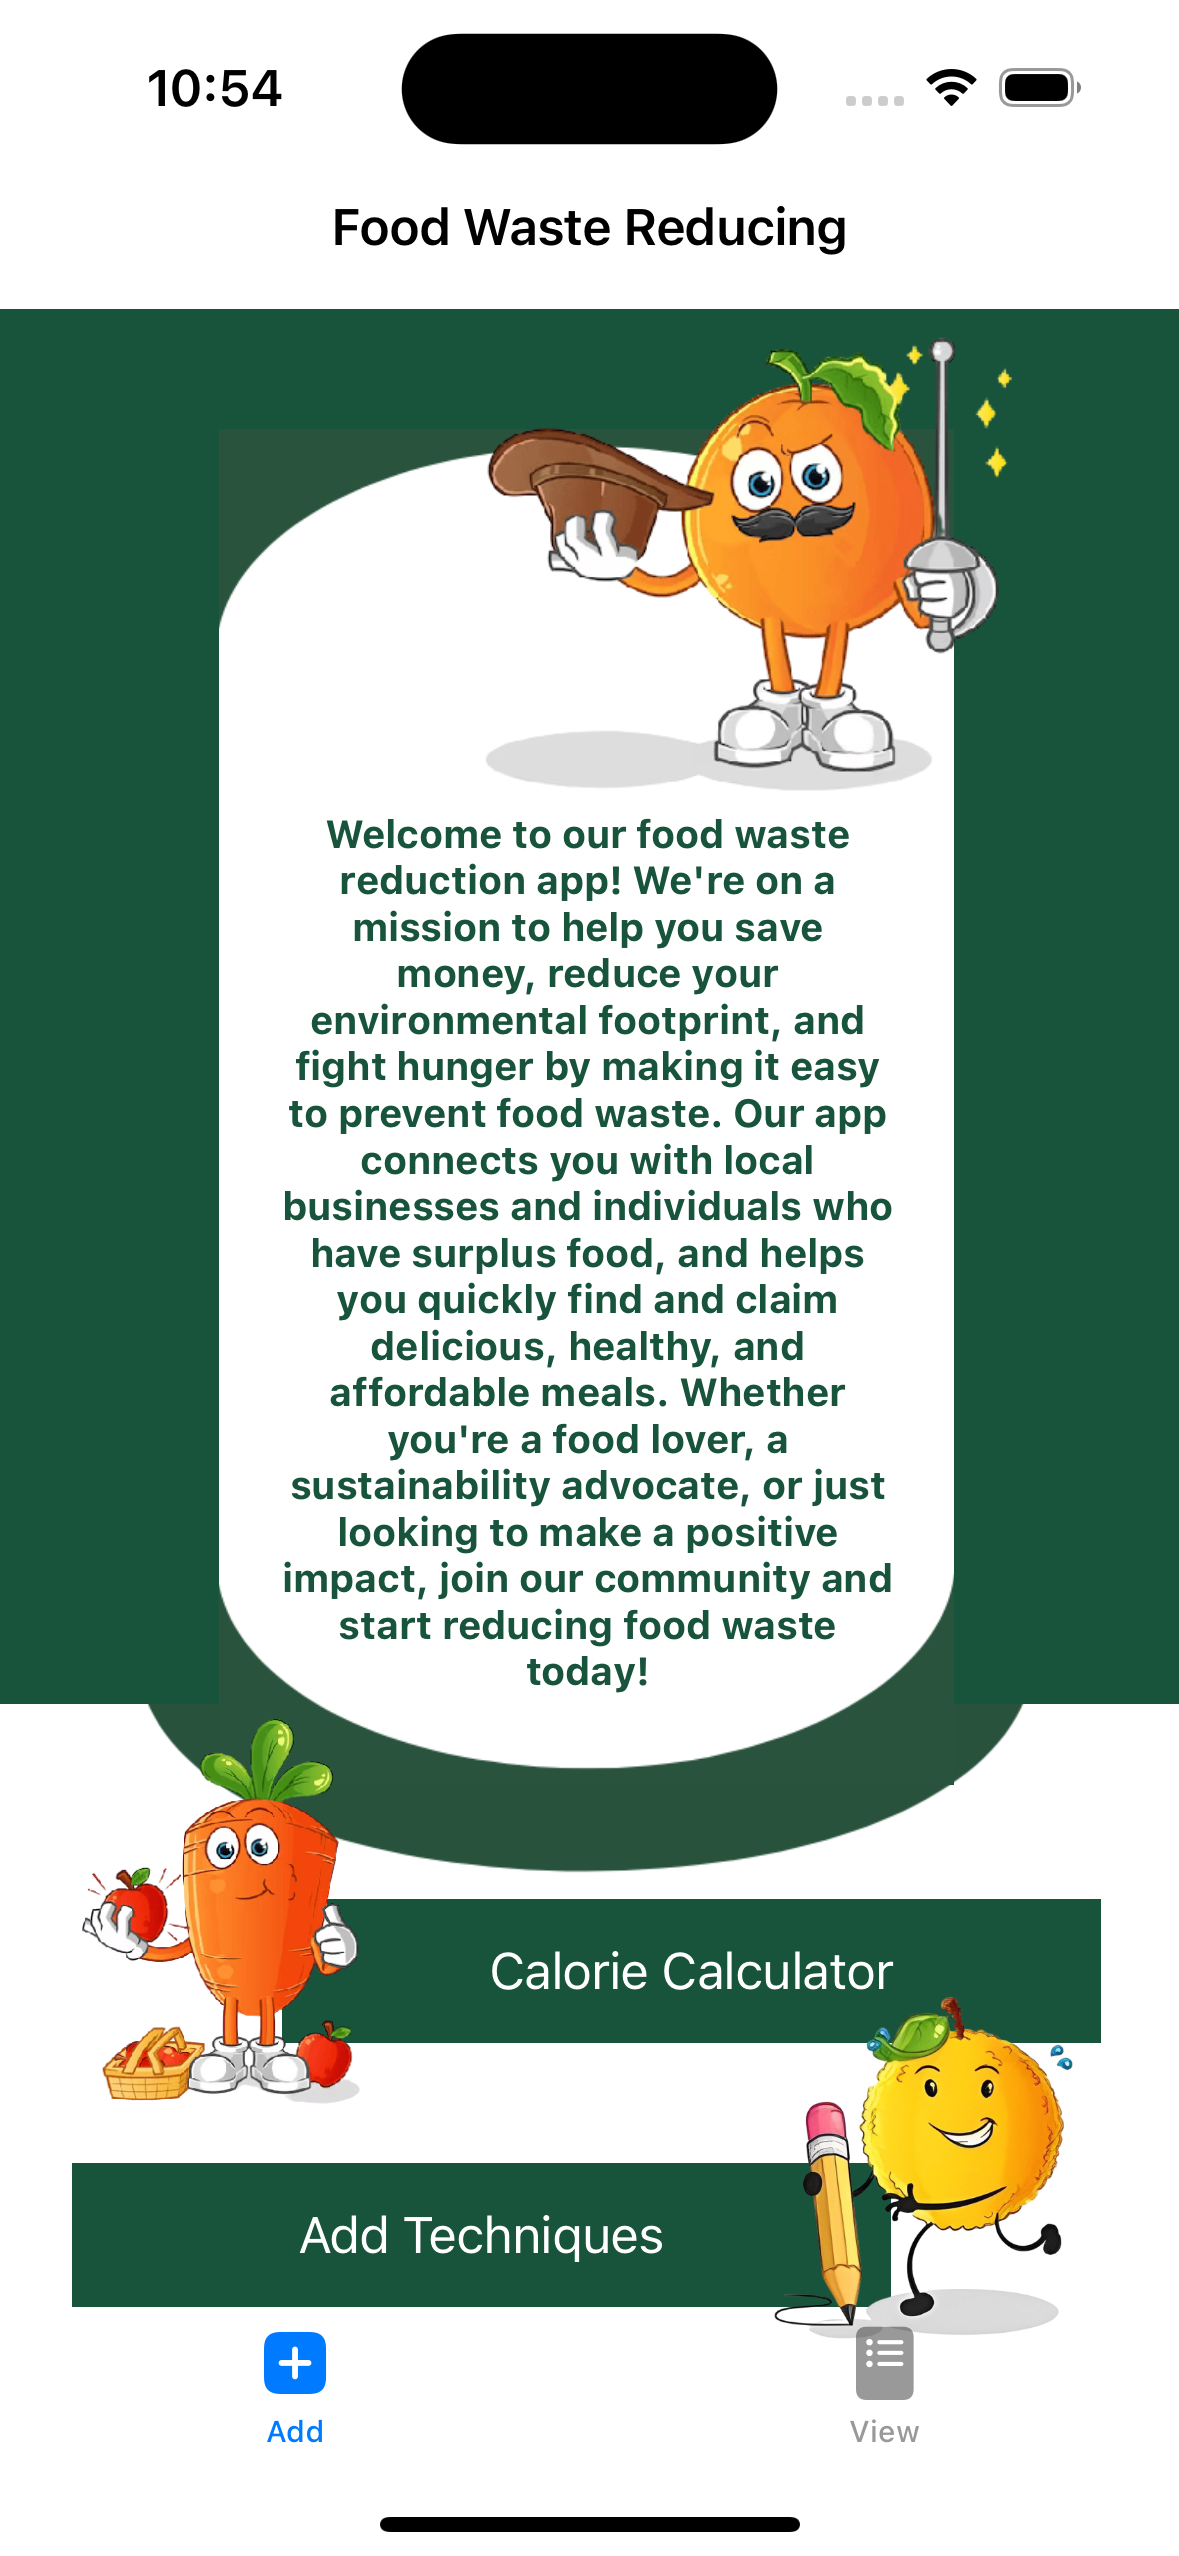 10:54
Food Waste Reducing
Welcome to our food waste
reduction app! We're on a
mission to help you save
money, reduce your
environmental footprint, and
fight hunger by making it easy
to prevent food waste. Our app
connects you with local
businesses and individuals who
have surplus food, and helps
you quickly find and claim
delicious, healthy, and
affordable meals. Whether
you're a food lover, a
sustainability advocate, or just
looking to make a positive
impact, join our community and
start reducing food waste
today!
Calorie Calculator
Add Techniques
Add
View